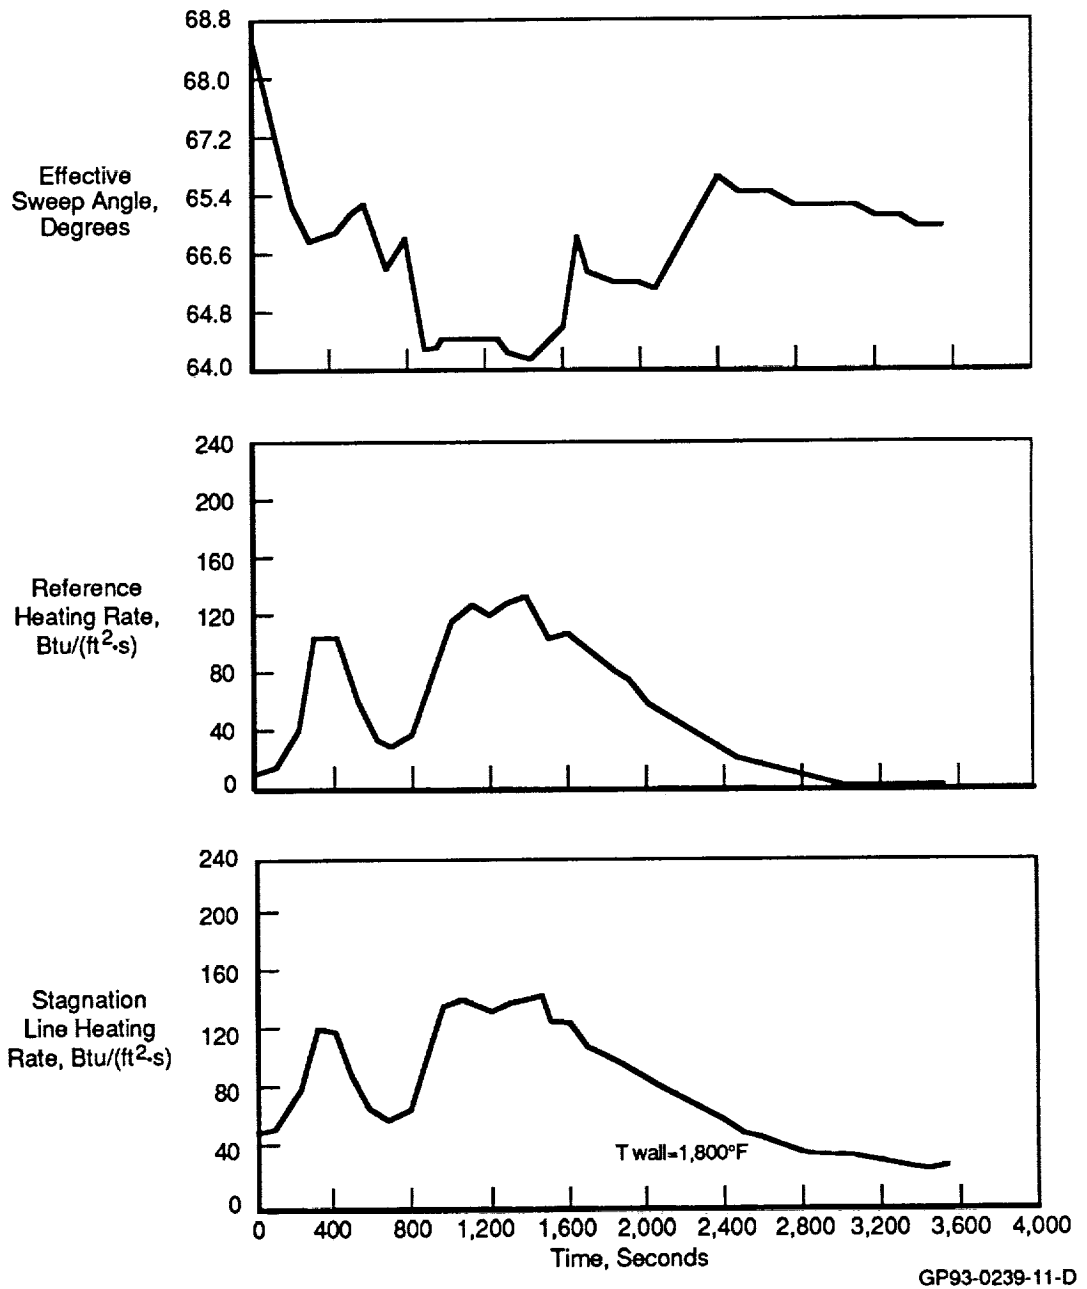 68.8
68.0
67.2
65.4
66.6
64.8
64.0
Effective
Sweep Angle,
Degrees
240
200
160
120
80
40
0
Reference
Heating Rate,
Btu/(ft²·s)
240
200
160
120
80
40
0
Stagnation
Line Heating
Rate, Btu/(ft²·s)
T wall=1,800°F
0 400 800 1,200 1,600 2,000 2,400 2,800 3,200 3,600 4,000
Time, Seconds
GP93-0239-11-D